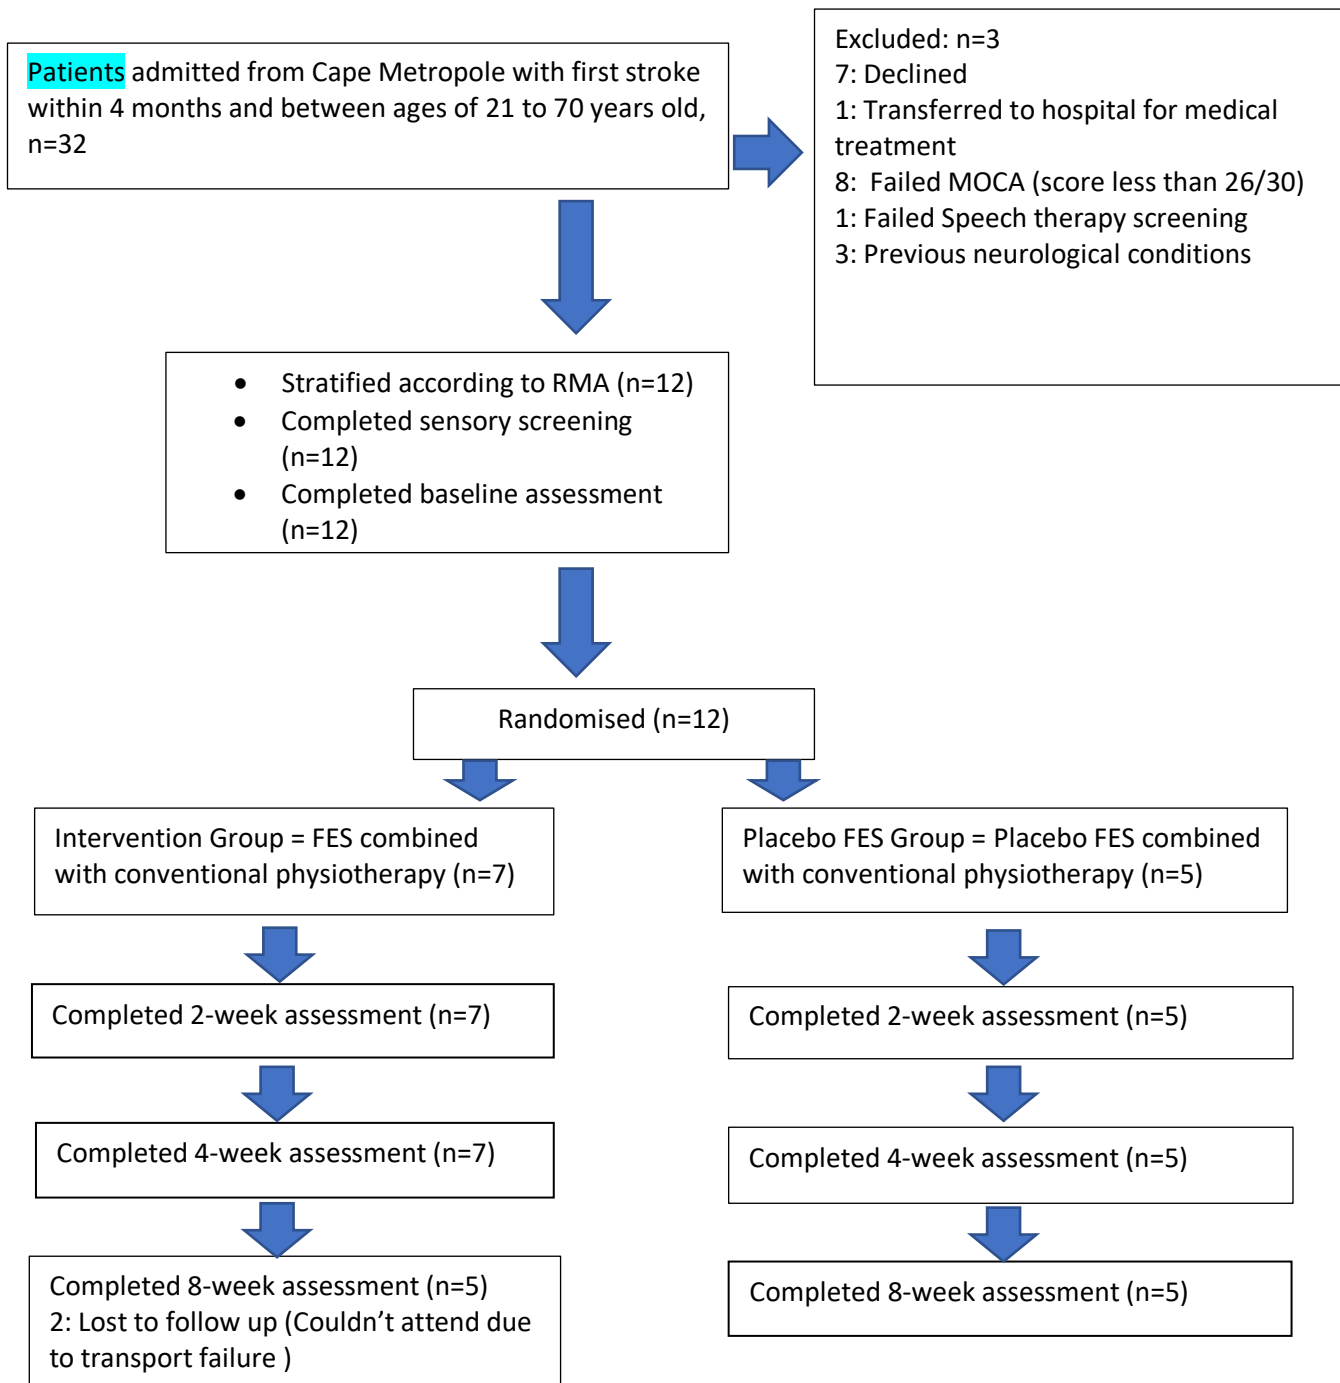 Patients admitted from Cape Metropole with first stroke
within 4 months and between ages of 21 to 70 years old,
n=32
Excluded: n=3
7: Declined
1: Transferred to hospital for medical
treatment
8:  Failed MOCA (score less than 26/30)
1: Failed Speech therapy screening
3: Previous neurological conditions
• Stratified according to RMA (n=12)
• Completed sensory screening
(n=12)
• Completed baseline assessment
(n=12)
Randomised (n=12)
Intervention Group = FES combined
with conventional physiotherapy (n=7)
Placebo FES Group = Placebo FES combined
with conventional physiotherapy (n=5)
Completed 2-week assessment (n=7)
Completed 2-week assessment (n=5)
Completed 4-week assessment (n=7)
Completed 4-week assessment (n=5)
Completed 8-week assessment (n=5)
2: Lost to follow up (Couldn’t attend due
to transport failure )
Completed 8-week assessment (n=5)